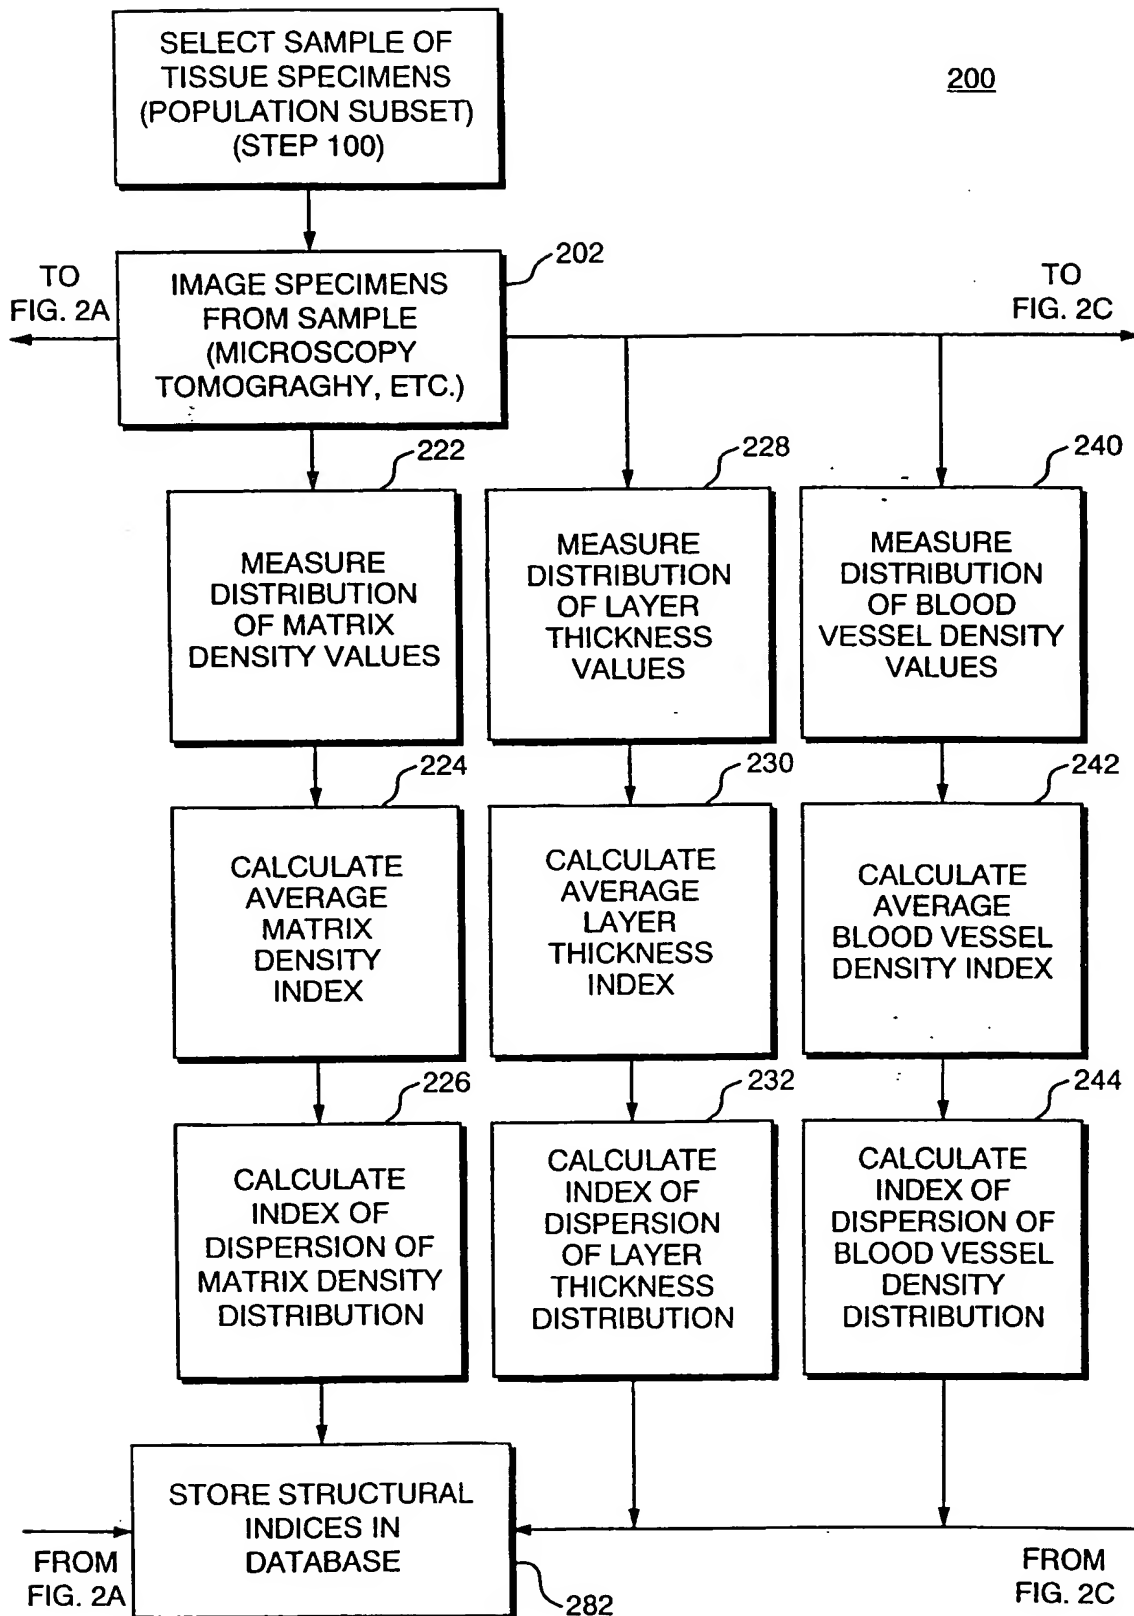 SELECT SAMPLE OF
TISSUE SPECIMENS
(POPULATION SUBSET)
(STEP 100)
200
TO
FIG. 2A
IMAGE SPECIMENS
FROM SAMPLE
(MICROSCOPY
TOMOGRAGHY, ETC.)
202
TO
FIG. 2C
222
MEASURE
DISTRIBUTION
OF MATRIX
DENSITY VALUES
228
MEASURE
DISTRIBUTION
OF LAYER
THICKNESS
VALUES
240
MEASURE
DISTRIBUTION
OF BLOOD
VESSEL DENSITY
VALUES
224
CALCULATE
AVERAGE
MATRIX
DENSITY
INDEX
230
CALCULATE
AVERAGE
LAYER
THICKNESS
INDEX
242
CALCULATE
AVERAGE
BLOOD VESSEL
DENSITY INDEX
226
CALCULATE
INDEX OF
DISPERSION OF
MATRIX DENSITY
DISTRIBUTION
232
CALCULATE
INDEX OF
DISPERSION
OF LAYER
THICKNESS
DISTRIBUTION
244
CALCULATE
INDEX OF
DISPERSION OF
BLOOD VESSEL
DENSITY
DISTRIBUTION
FROM
FIG. 2A
STORE STRUCTURAL
INDICES IN
DATABASE
282
FROM
FIG. 2C